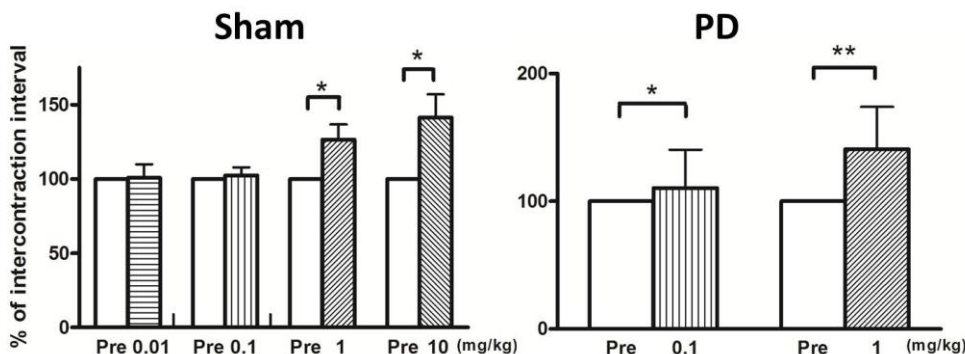 Sham
PD
% of intercontraction interval
150
100
50
0
*
*
Pre 0.01 Pre 0.1 Pre 1 Pre 10 (mg/kg)
200
100
0
*
**
Pre 0.1 Pre 1 (mg/kg)